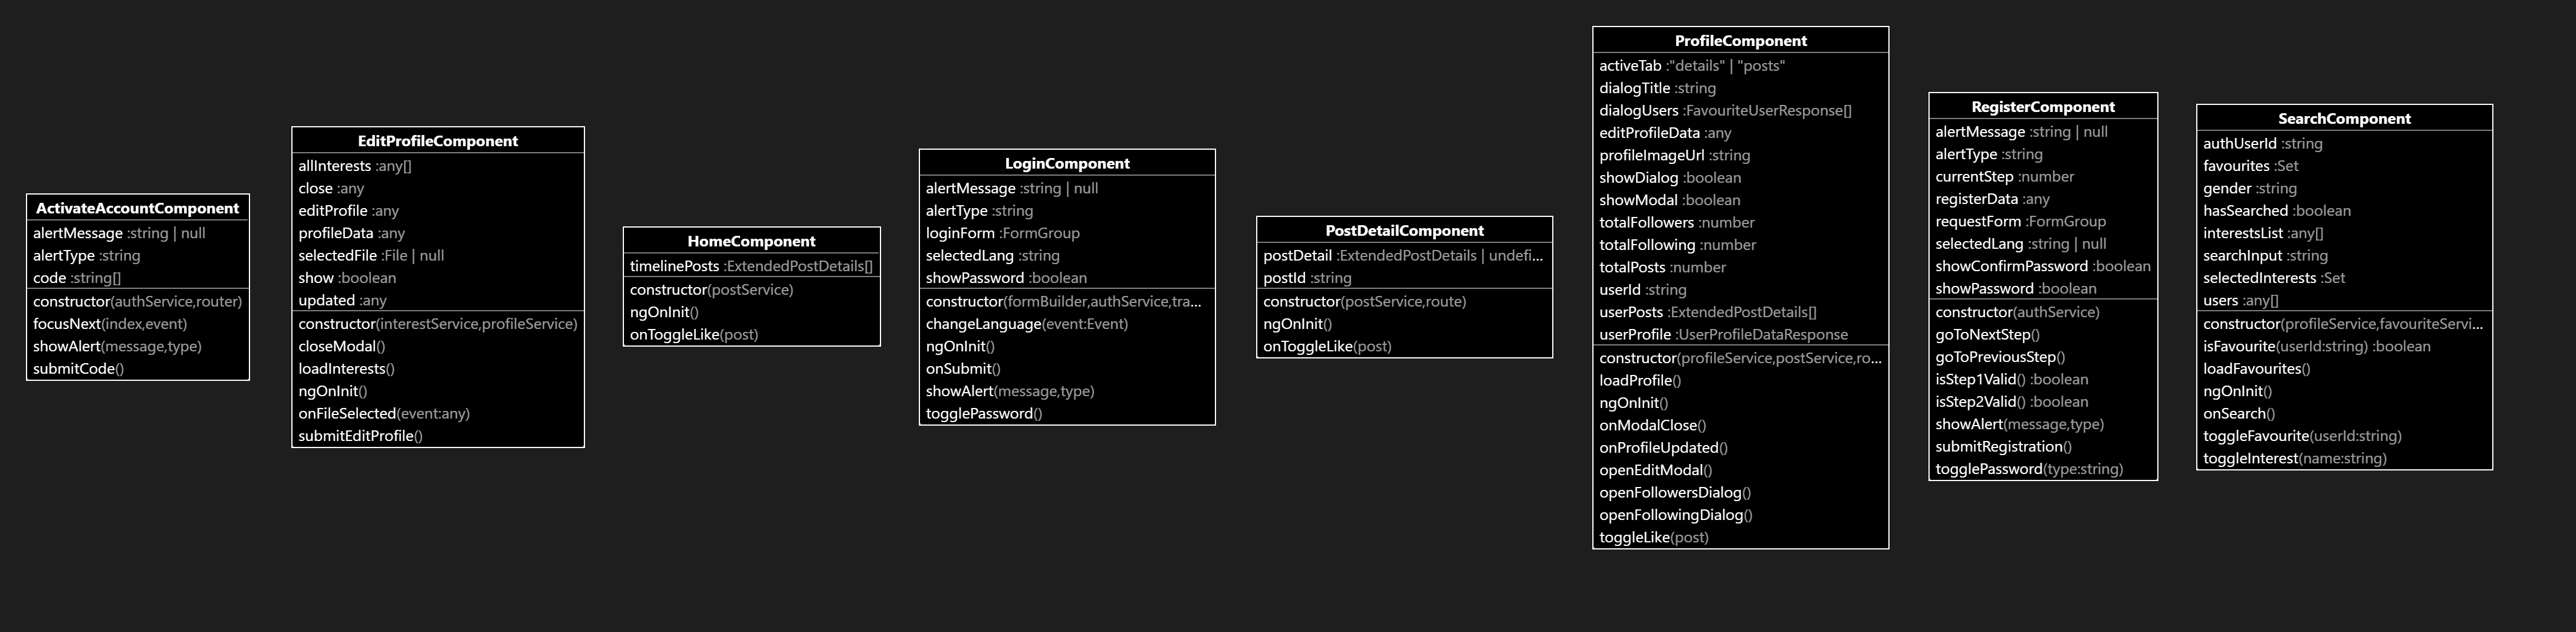 ActivateAccountComponent
alertMessage :string | null
alertType :string
code :string[]
constructor(authService,router)
focusNext(index,event)
showAlert(message,type)
submitCode()
EditProfileComponent
allInterests :any[]
close :any
editProfile :any
profileData :any
selectedFile :File | null
show :boolean
updated :any
constructor(interestService,profileService)
closeModal()
loadInterests()
ngOnInit()
onFileSelected(event:any)
submitEditProfile()
HomeComponent
timelinePosts :ExtendedPostDetails[]
constructor(postService)
ngOnInit()
onToggleLike(post)
LoginComponent
alertMessage :string | null
alertType :string
loginForm :FormGroup
selectedLang :string
showPassword :boolean
constructor(formBuilder,authService,tra...
changeLanguage(event:Event)
ngOnInit()
onSubmit()
showAlert(message,type)
togglePassword()
PostDetailComponent
postDetail :ExtendedPostDetails | undefi...
postId :string
constructor(postService,route)
ngOnInit()
onToggleLike(post)
ProfileComponent
activeTab :"details" | "posts"
dialogTitle :string
dialogUsers :FavouriteUserResponse[]
editProfileData :any
profileImageUrl :string
showDialog :boolean
showModal :boolean
totalFollowers :number
totalFollowing :number
totalPosts :number
userId :string
userPosts :ExtendedPostDetails[]
userProfile :UserProfileDataResponse
constructor(profileService,postService,ro...
loadProfile()
ngOnInit()
onModalClose()
onProfileUpdated()
openEditModal()
openFollowersDialog()
openFollowingDialog()
toggleLike(post)
RegisterComponent
alertMessage :string | null
alertType :string
currentStep :number
registerData :any
requestForm :FormGroup
selectedLang :string | null
showConfirmPassword :boolean
showPassword :boolean
constructor(authService)
goToNextStep()
goToPreviousStep()
isStep1Valid() :boolean
isStep2Valid() :boolean
showAlert(message,type)
submitRegistration()
togglePassword(type:string)
SearchComponent
authUserId :string
favourites :Set
gender :string
hasSearched :boolean
interestsList :any[]
searchInput :string
selectedInterests :Set
users :any[]
constructor(profileService,favouriteServi...
isFavourite(userId:string) :boolean
loadFavourites()
ngOnInit()
onSearch()
toggleFavourite(userId:string)
toggleInterest(name:string)